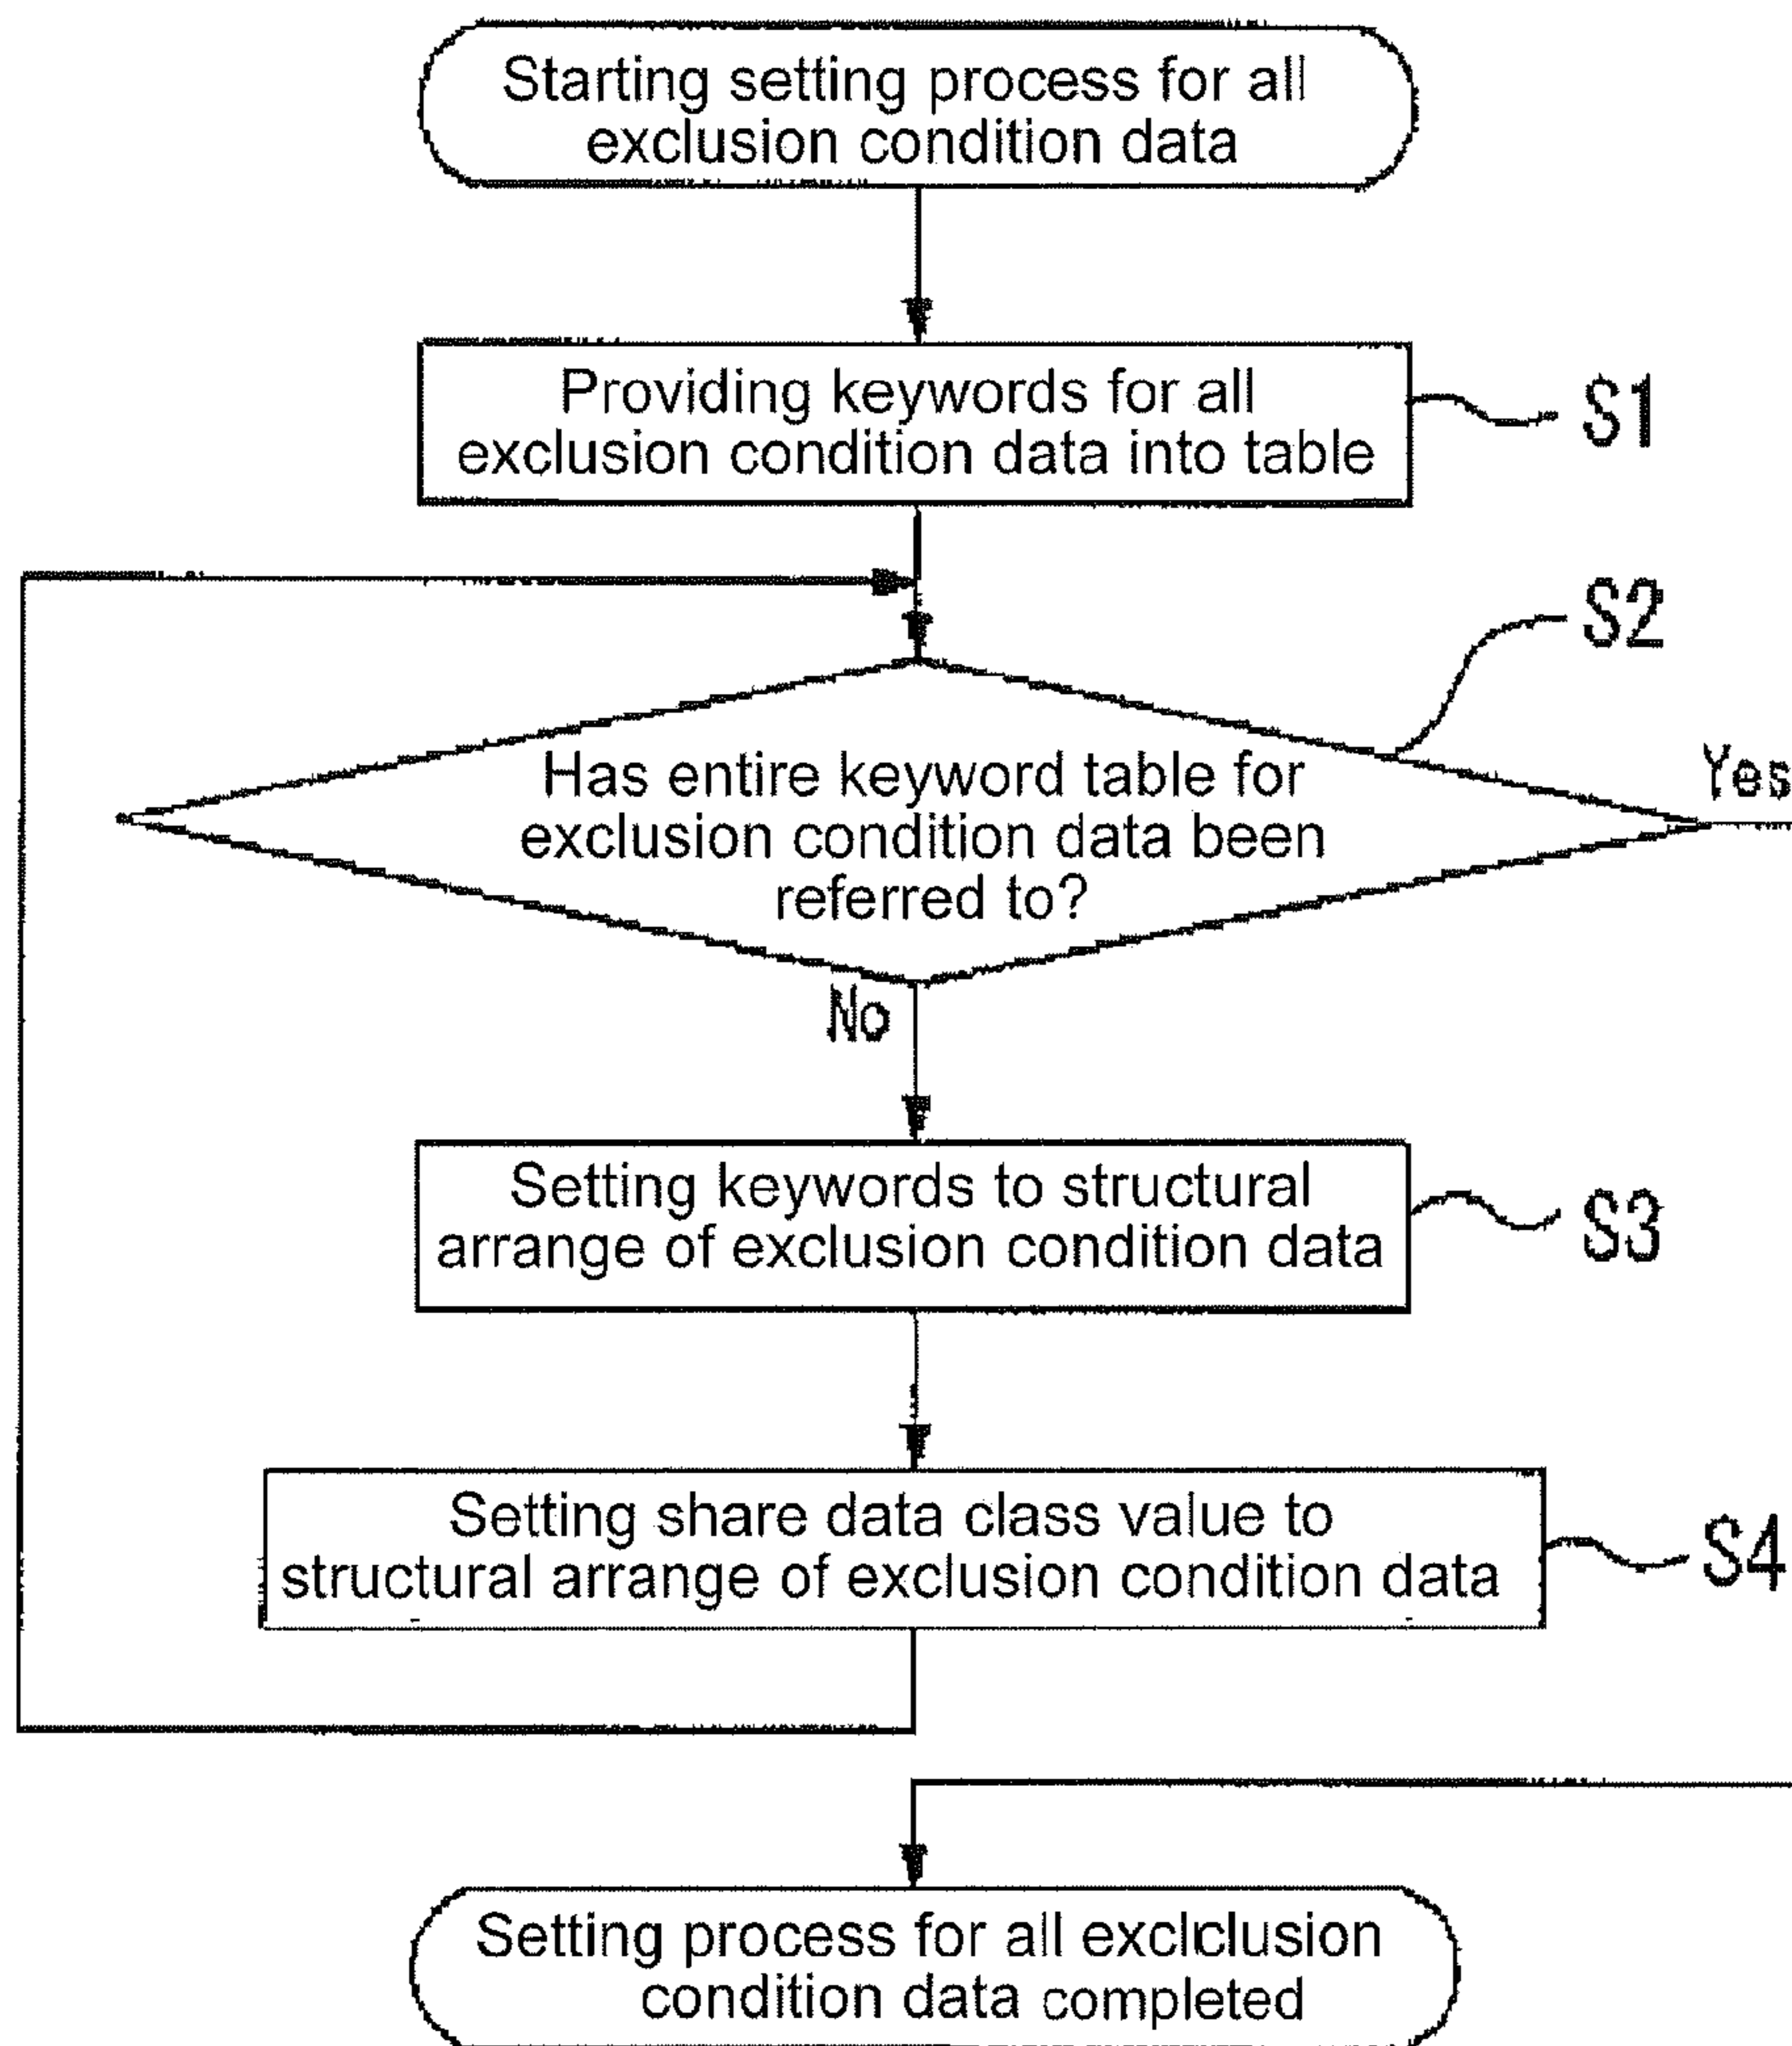 Starting setting process for all
exclusion condition data
Providing keywords for all
exclusion condition data into table
S1
S2
Has entire keyword table for
exclusion condition data been
referred to?
Yes
No
Setting keywords to structural
arrange of exclusion condition data
S3
Setting share data class value to
structural arrange of exclusion condition data
S4
Setting process for all exclclusion
condition data completed